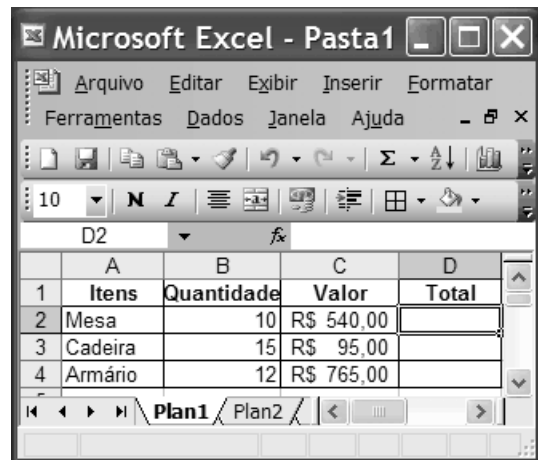 Microsoft Excel - Pasta1
Arquivo Editar Exibir Inserir Formatar
Ferramentas Dados Janela Ajuda
10 N I
D2 fx
A B C D
1 Itens Quantidade Valor Total
2 Mesa 10 R$ 540,00
3 Cadeira 15 R$ 95,00
4 Armário 12 R$ 765,00
Plan1 Plan2